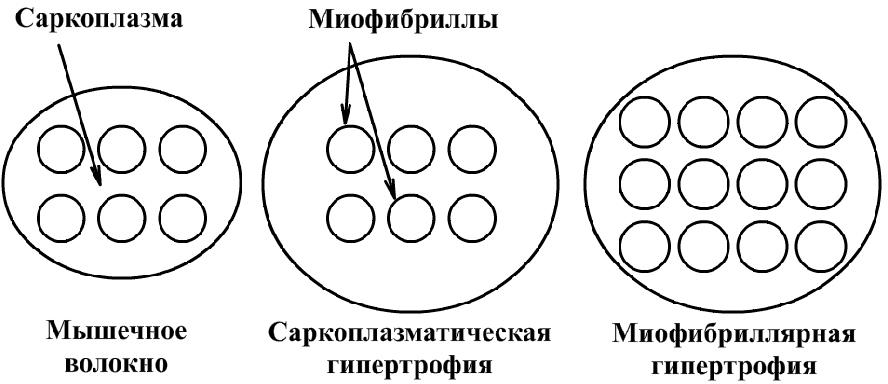 Саркоплазма
Миофибриллы
Мышечное
волокно
Саркоплазматическая
гипертрофия
Миофибриллярная
гипертрофия